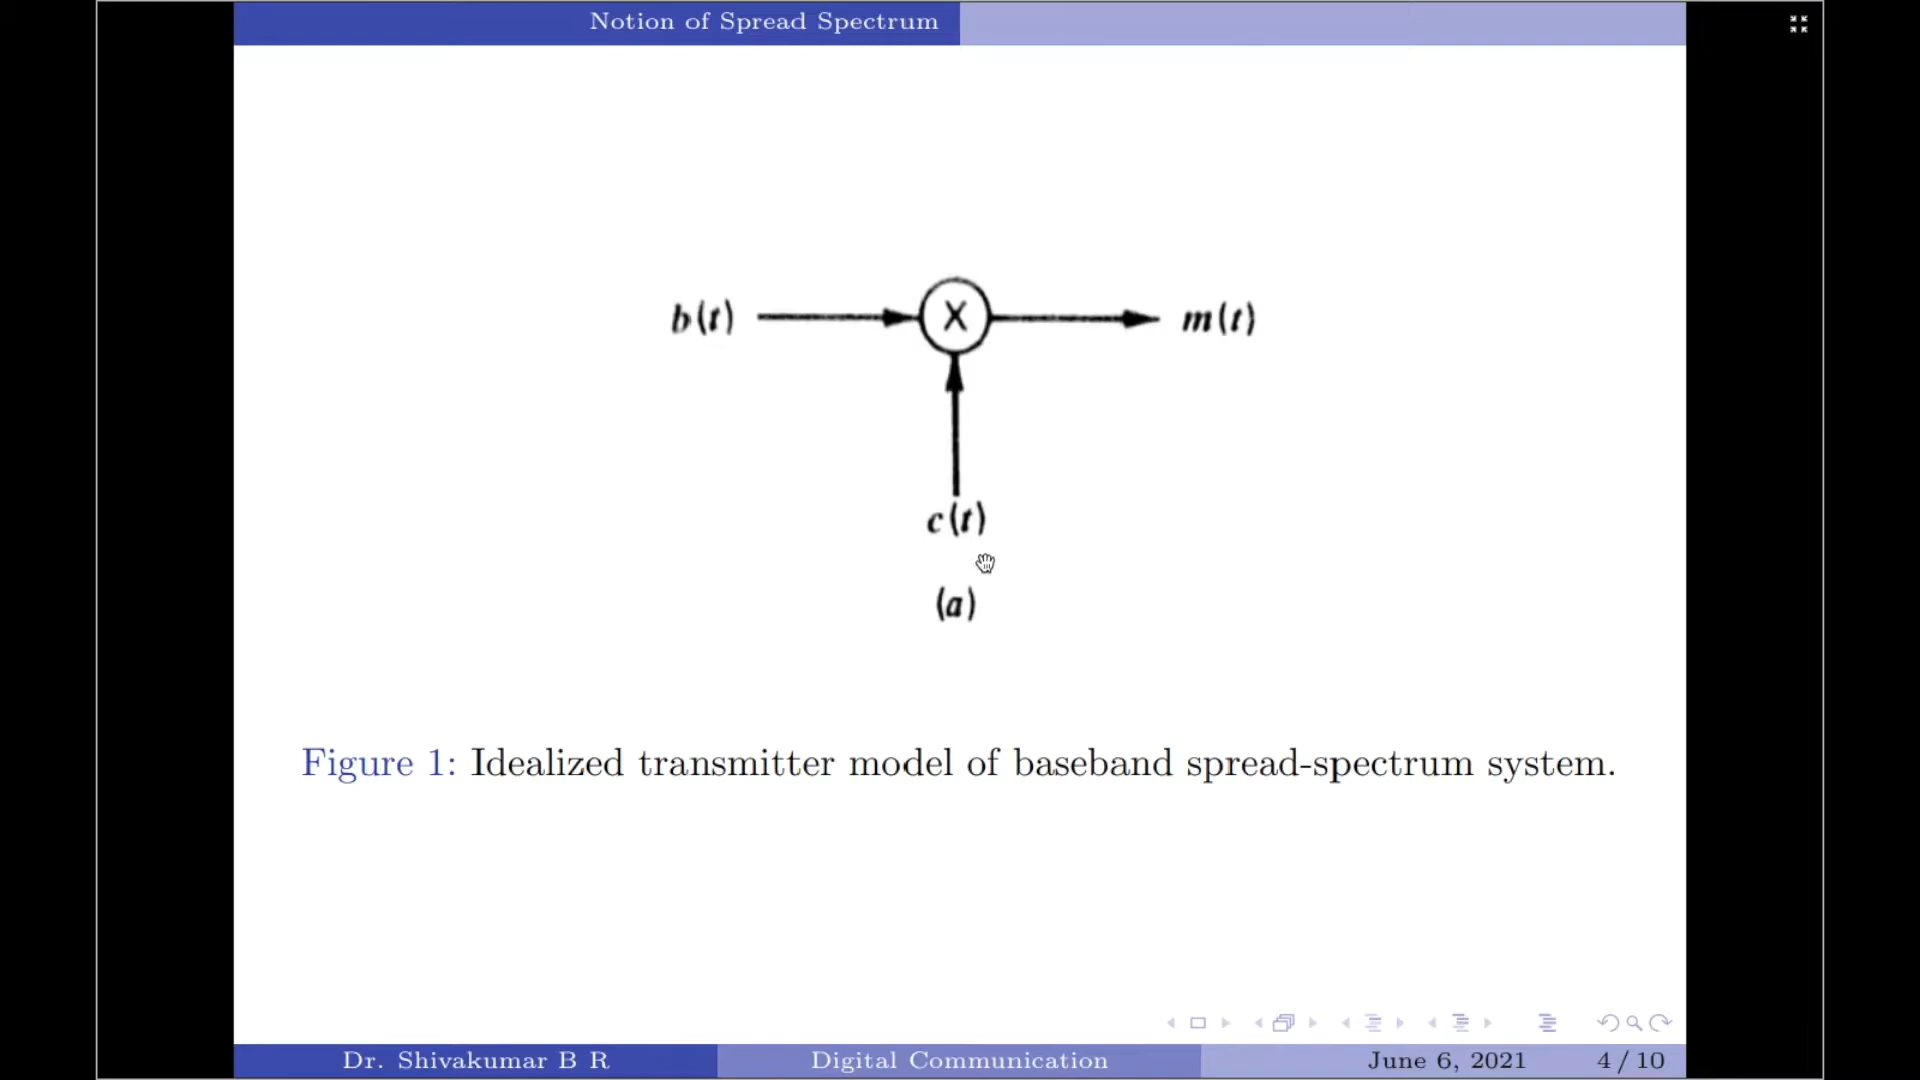 Notion of Spread Spectrum
b(t) X m(t)
c(t)
(a)
Figure 1: Idealized transmitter model of baseband spread-spectrum system.
Dr. Shivakumar B R Digital Communication June 6, 2021 4 / 10